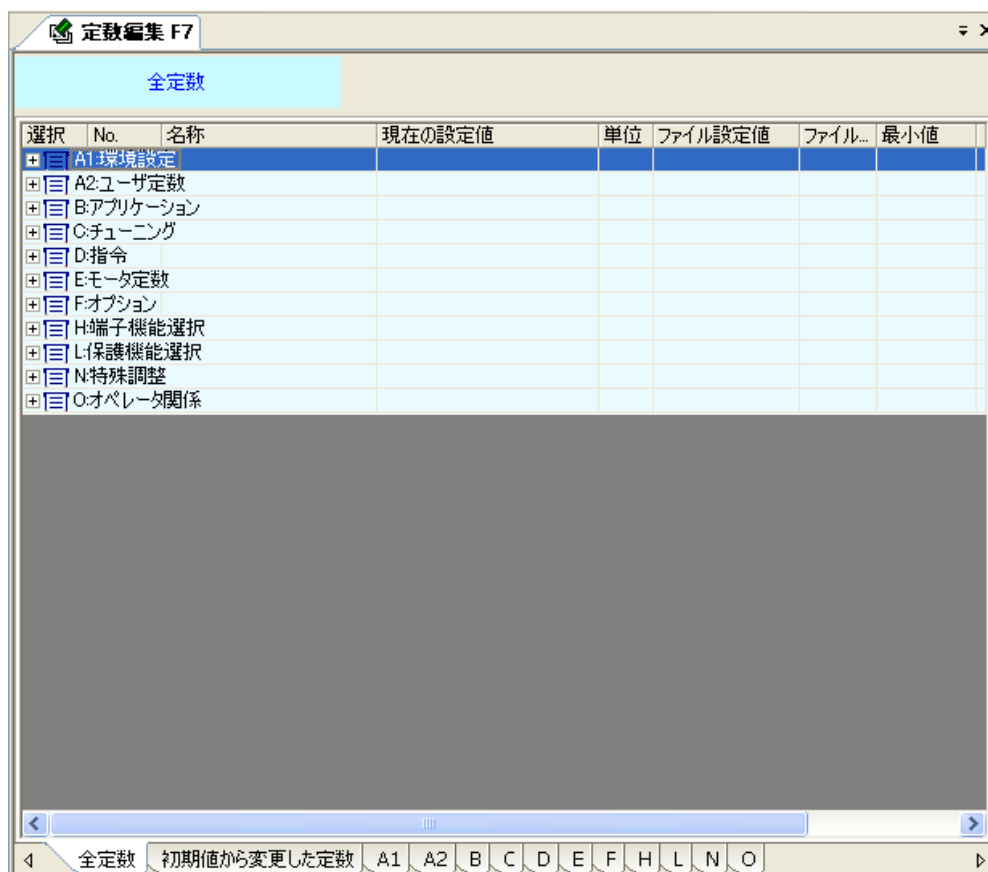 定数編集 F7
全定数
選択 No. 名称 現在の設定値 単位 ファイル設定値 ファイル... 最小値
A1:環境設定
A2:ユーザ定数
B:アプリケーション
C:チューニング
D:指令
E:モータ定数
F:オプション
H:端子機能選択
L:保護機能選択
N:特殊調整
O:オペレータ関係
全定数 初期値から変更した定数 A1 A2 B C D E F H L N O